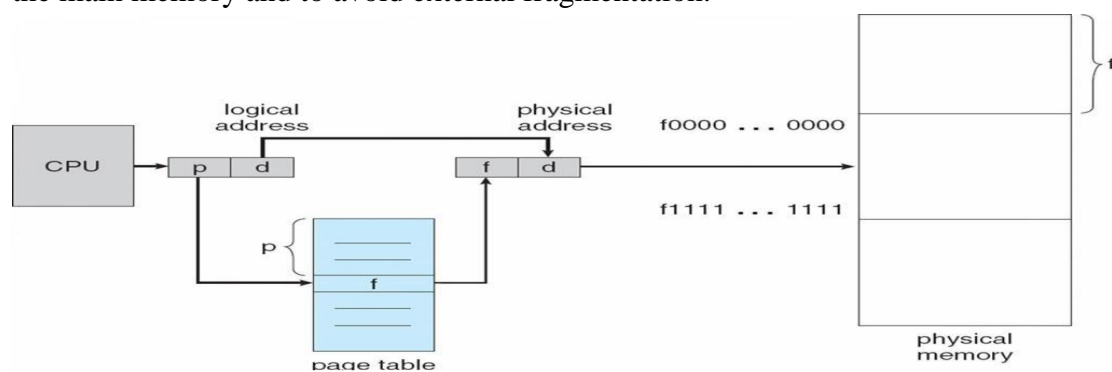 the main memory and to avoid external fragmentation.
logical
address
physical
address
f0000 ... 0000
f
CPU
p d
f d
f1111 ... 1111
p
f
page table
physical
memory